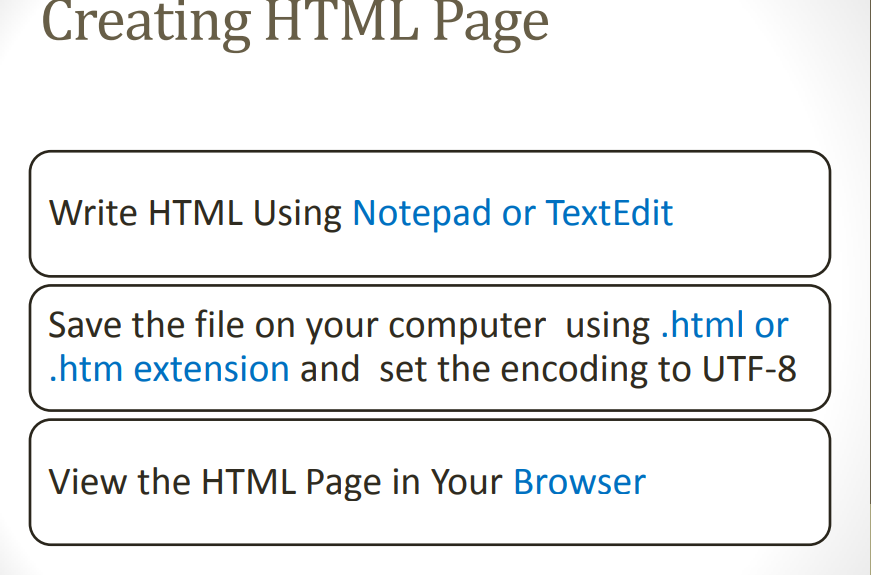 Creating HTML Page
Write HTML Using Notepad or TextEdit
Save the file on your computer  using .html or
.htm extension and  set the encoding to UTF-8
View the HTML Page in Your Browser